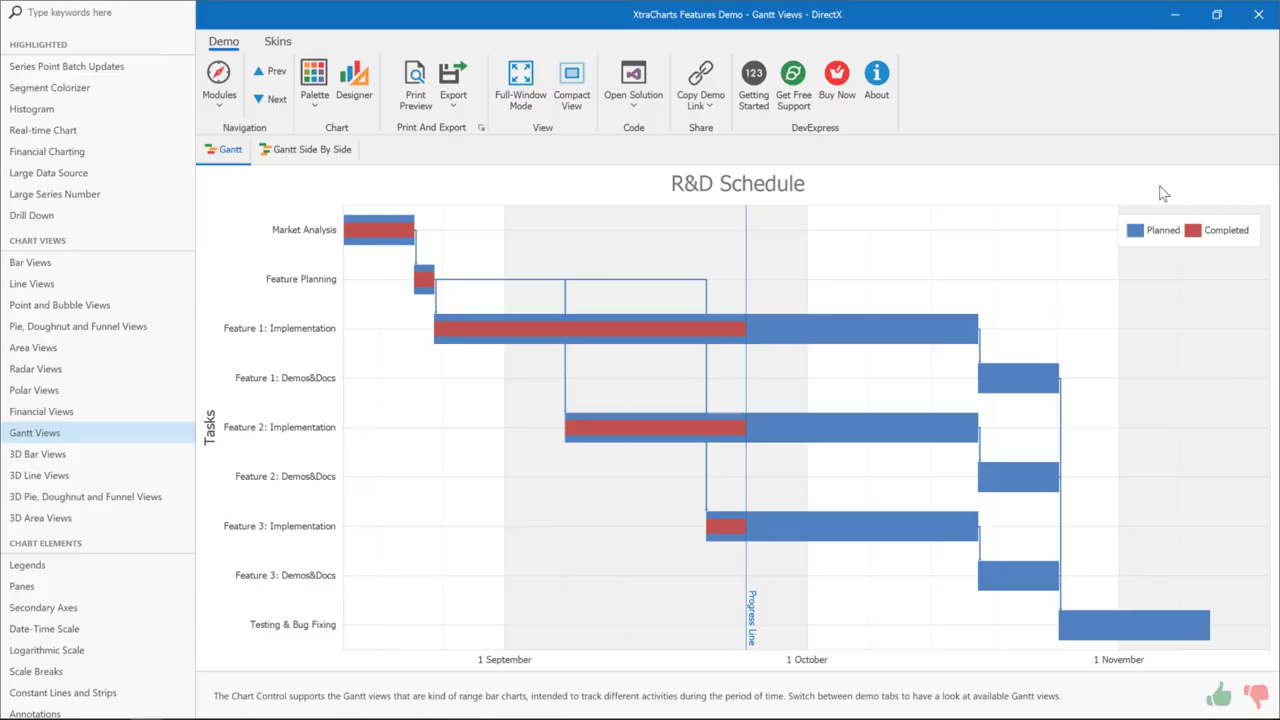 Type keywords here
HIGHLIGHTED
Series Point Batch Updates
Segment Colorizer
Histogram
Real-time Chart
Financial Charting
Large Data Source
Large Series Number
Drill Down
CHART VIEWS
Bar Views
Line Views
Point and Bubble Views
Pie, Doughnut and Funnel Views
Area Views
Radar Views
Polar Views
Financial Views
Gantt Views
3D Bar Views
3D Line Views
3D Pie, Doughnut and Funnel Views
3D Area Views
CHART ELEMENTS
Legends
Panes
Secondary Axes
Date-Time Scale
Logarithmic Scale
Scale Breaks
Constant Lines and Strips
Annotations
XtraCharts Features Demo - Gantt Views - DirectX
Demo Skins
Modules
Prev
Next
Navigation
Palette
Designer
Chart
Print
Preview
Export
Print And Export
Full-Window
Mode
Compact
View
View
Open Solution
Code
Copy Demo
Link
Share
123
Getting
Started
Get Free
Support
Buy Now
About
DevExpress
Gantt
Gantt Side By Side
R&D Schedule
Planned Completed
Tasks
Market Analysis
Feature Planning
Feature 1: Implementation
Feature 1: Demos&Docs
Feature 2: Implementation
Feature 2: Demos&Docs
Feature 3: Implementation
Feature 3: Demos&Docs
Testing & Bug Fixing
Progress Line
1 September
1 October
1 November
The Chart Control supports the Gantt views that are kind of range bar charts, intended to track different activities during the period of time. Switch between demo tabs to have a look at available Gantt views.